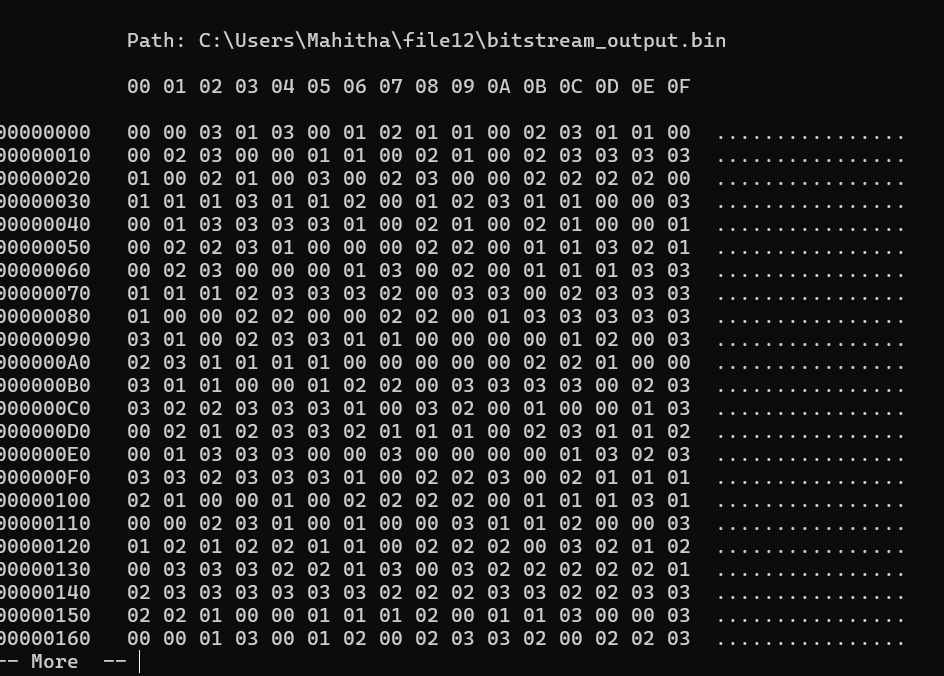 Path: C:\Users\Mahitha\file12\bitstream_output.bin
00 01 02 03 04 05 06 07 08 09 0A 0B 0C 0D 0E 0F
00000000 00 00 03 01 03 00 01 02 01 01 00 02 03 01 01 00 ................
00000010 00 02 03 00 00 01 01 00 02 01 00 02 03 03 03 03 ................
00000020 01 00 02 01 00 03 00 02 03 00 00 02 02 02 02 00 ................
00000030 01 01 01 03 01 01 02 00 01 02 03 01 01 00 00 03 ................
00000040 00 01 03 03 03 03 01 00 02 01 00 02 01 00 00 01 ................
00000050 00 02 02 03 01 00 00 00 02 02 00 01 01 03 02 01 ................
00000060 00 02 03 00 00 00 01 03 00 02 00 01 01 01 03 03 ................
00000070 01 01 01 02 03 03 03 02 00 03 03 00 02 03 03 03 ................
00000080 01 00 00 02 02 00 00 02 02 00 01 03 03 03 03 03 ................
00000090 03 01 00 02 03 03 01 01 00 00 00 00 01 02 00 03 ................
000000A0 02 03 01 01 01 01 00 00 00 00 00 02 02 01 00 00 ................
000000B0 03 01 01 00 00 01 02 02 00 03 03 03 03 00 02 03 ................
000000C0 03 02 02 03 03 03 01 00 03 02 00 01 00 00 01 03 ................
000000D0 00 02 01 02 03 03 02 01 01 01 00 02 03 01 01 02 ................
000000E0 00 01 03 03 03 00 00 03 00 00 00 00 01 03 02 03 ................
000000F0 03 03 02 03 03 03 01 00 02 02 03 00 02 01 01 01 ................
00000100 02 01 00 00 01 00 02 02 02 02 00 01 01 01 03 01 ................
00000110 00 00 02 03 01 00 01 00 00 03 01 01 02 00 00 03 ................
00000120 01 02 01 02 02 01 01 00 02 02 02 00 03 02 01 02 ................
00000130 00 03 03 03 02 02 01 03 00 03 02 02 02 02 02 01 ................
00000140 02 03 03 03 03 03 03 02 02 02 03 03 02 02 03 03 ................
00000150 02 02 01 00 00 01 01 01 02 00 01 01 03 00 00 03 ................
00000160 00 00 01 03 00 01 02 00 02 03 03 02 00 02 02 03 ................
-- More --